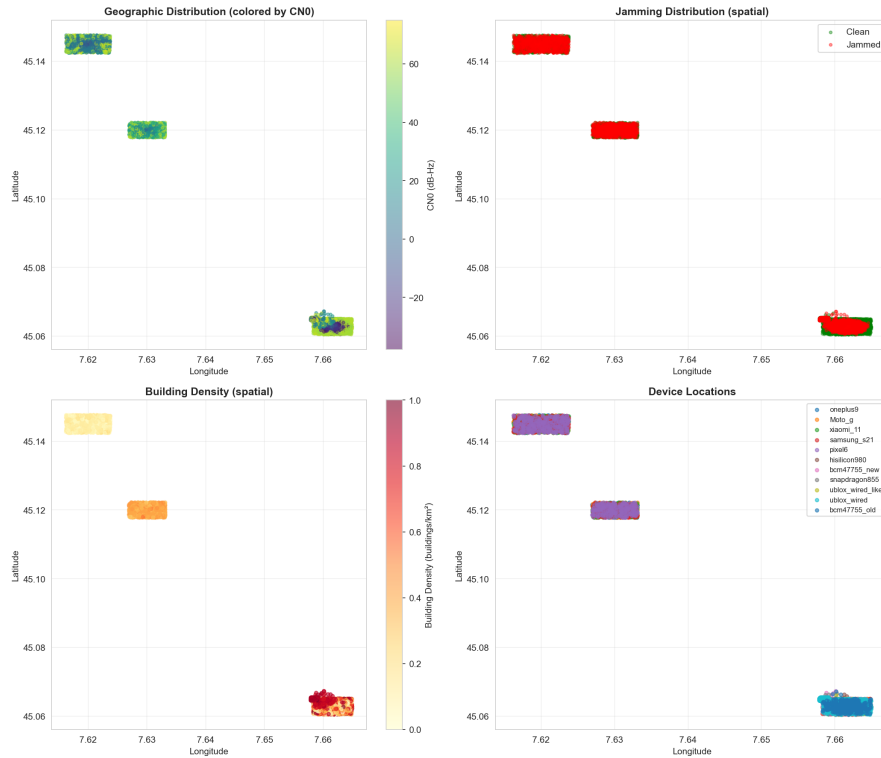 Geographic Distribution (colored by CN0)
45.14
45.12
45.10
45.08
45.06
Latitude
7.62
7.63
7.64
7.65
7.66
Longitude
60
40
20
0
−20
CN0 (dB-Hz)
Jamming Distribution (spatial)
Clean
Jammed
45.14
45.12
45.10
45.08
45.06
Latitude
7.62
7.63
7.64
7.65
7.66
Longitude
Building Density (spatial)
45.14
45.12
45.10
45.08
45.06
Latitude
7.62
7.63
7.64
7.65
7.66
Longitude
1.0
0.8
0.6
0.4
0.2
0.0
Building Density (buildings/km²)
Device Locations
oneplus9
Moto_g
xiaomi_11
samsung_s21
pixel6
hisilicon980
bcm47755_new
snapdragon855
ublox_wired_like
ublox_wired
bcm47755_old
45.14
45.12
45.10
45.08
45.06
Latitude
7.62
7.63
7.64
7.65
7.66
Longitude